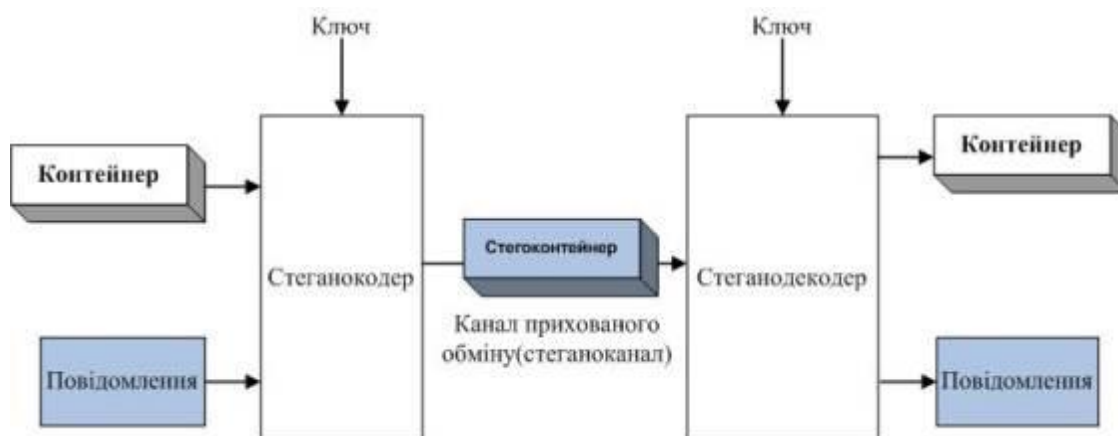 Ключ
Ключ
Контейнер
Контейнер
Стегоконтейнер
Стеганокодер
Стеганодекодер
Канал прихованого
обміну(стеганоканал)
Повідомлення
Повідомлення